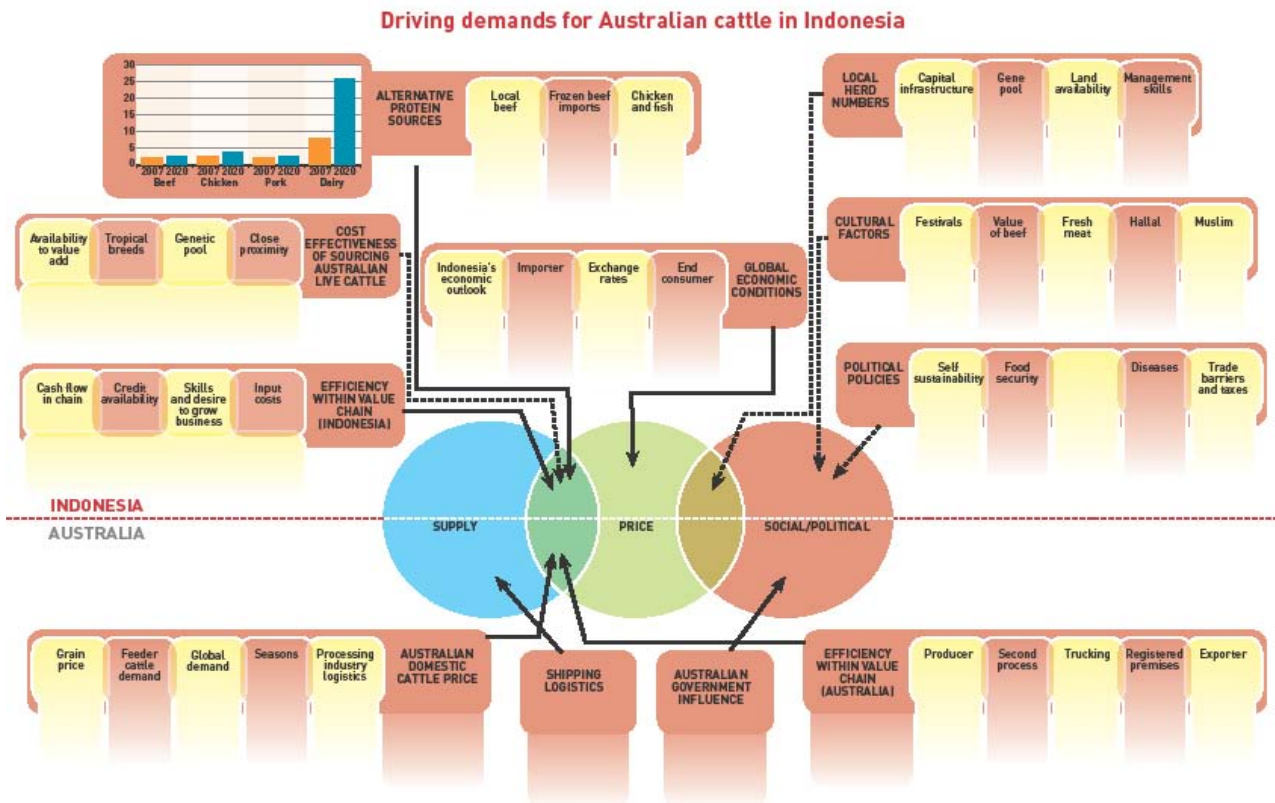 Driving demands for Australian cattle in Indonesia
30
25
20
15
10
5
0
2007 2020 2007 2020 2007 2020 2007 2020
Beef Chicken Pork Dairy
ALTERNATIVE
PROTEIN
SOURCES
Local
beef
Frozen beef
imports
Chicken
and fish
LOCAL
HERD
NUMBERS
Capital
infrastructure
Gene
pool
Land
availability
Management
skills
Availability
to value
add
Tropical
breeds
Genetic
pool
Close
proximity
COST
EFFECTIVENESS
OF SOURCING
AUSTRALIAN
LIVE CATTLE
Indonesia's
economic
outlook
Importer
Exchange
rates
End
consumer
GLOBAL
ECONOMIC
CONDITIONS
CULTURAL
FACTORS
Festivals
Value
of beef
Fresh
meat
Hallal
Muslim
Cash flow
in chain
Credit
availability
Skills
and desire
to grow
business
Input
costs
EFFICIENCY
WITHIN VALUE
CHAIN
(INDONESIA)
POLITICAL
POLICIES
Self
sustainability
Food
security
Diseases
Trade
barriers
and taxes
INDONESIA
AUSTRALIA
SUPPLY
PRICE
SOCIAL/POLITICAL
Grain
price
Feeder
cattle
demand
Global
demand
Seasons
Processing
industry
logistics
AUSTRALIAN
DOMESTIC
CATTLE PRICE
SHIPPING
LOGISTICS
AUSTRALIAN
GOVERNMENT
INFLUENCE
EFFICIENCY
WITHIN VALUE
CHAIN
(AUSTRALIA)
Producer
Second
process
Trucking
Registered
premises
Exporter